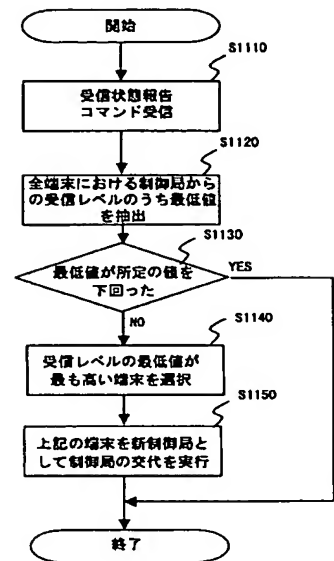 開始
S1110
受信状態報告
コマンド受信
S1120
全端末における制御局から
の受信レベルのうち最低値
を抽出
S1130
最低値が所定の値を
下回った
YES
NO
S1140
受信レベルの最低値が
最も高い端末を選択
S1150
上記の端末を新制御局と
して制御局の交代を実行
終了